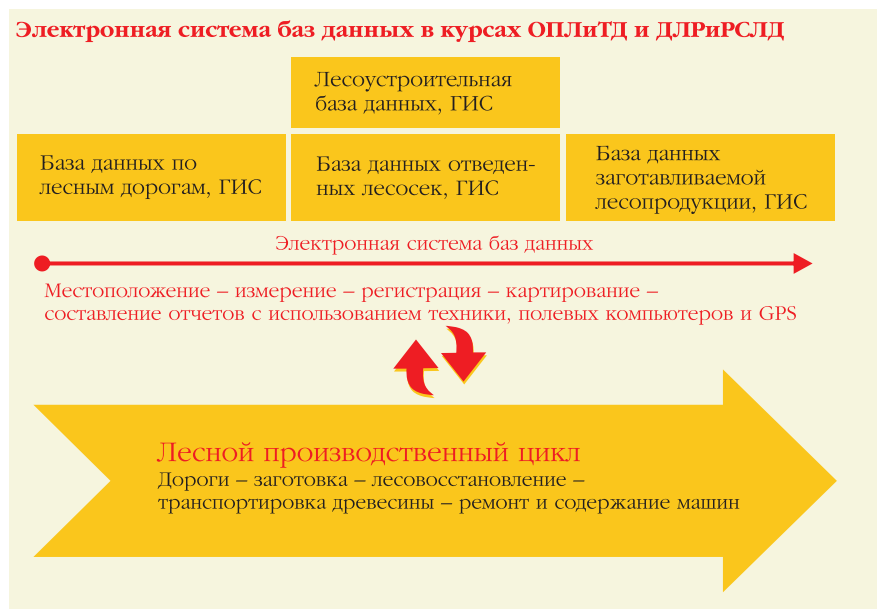 Электронная система баз данных в курсах ОПЛиТД и ДЛРиРСЛД
Лесоустроительная
база данных, ГИС
База данных по
лесным дорогам, ГИС
База данных отведен-
ных лесосек, ГИС
База данных
заготавливаемой
лесопродукции, ГИС
Электронная система баз данных
Местоположение – измерение – регистрация – картирование –
составление отчетов с использованием техники, полевых компьютеров и GPS
Лесной производственный цикл
Дороги – заготовка – лесовосстановление –
транспортировка древесины – ремонт и содержание машин